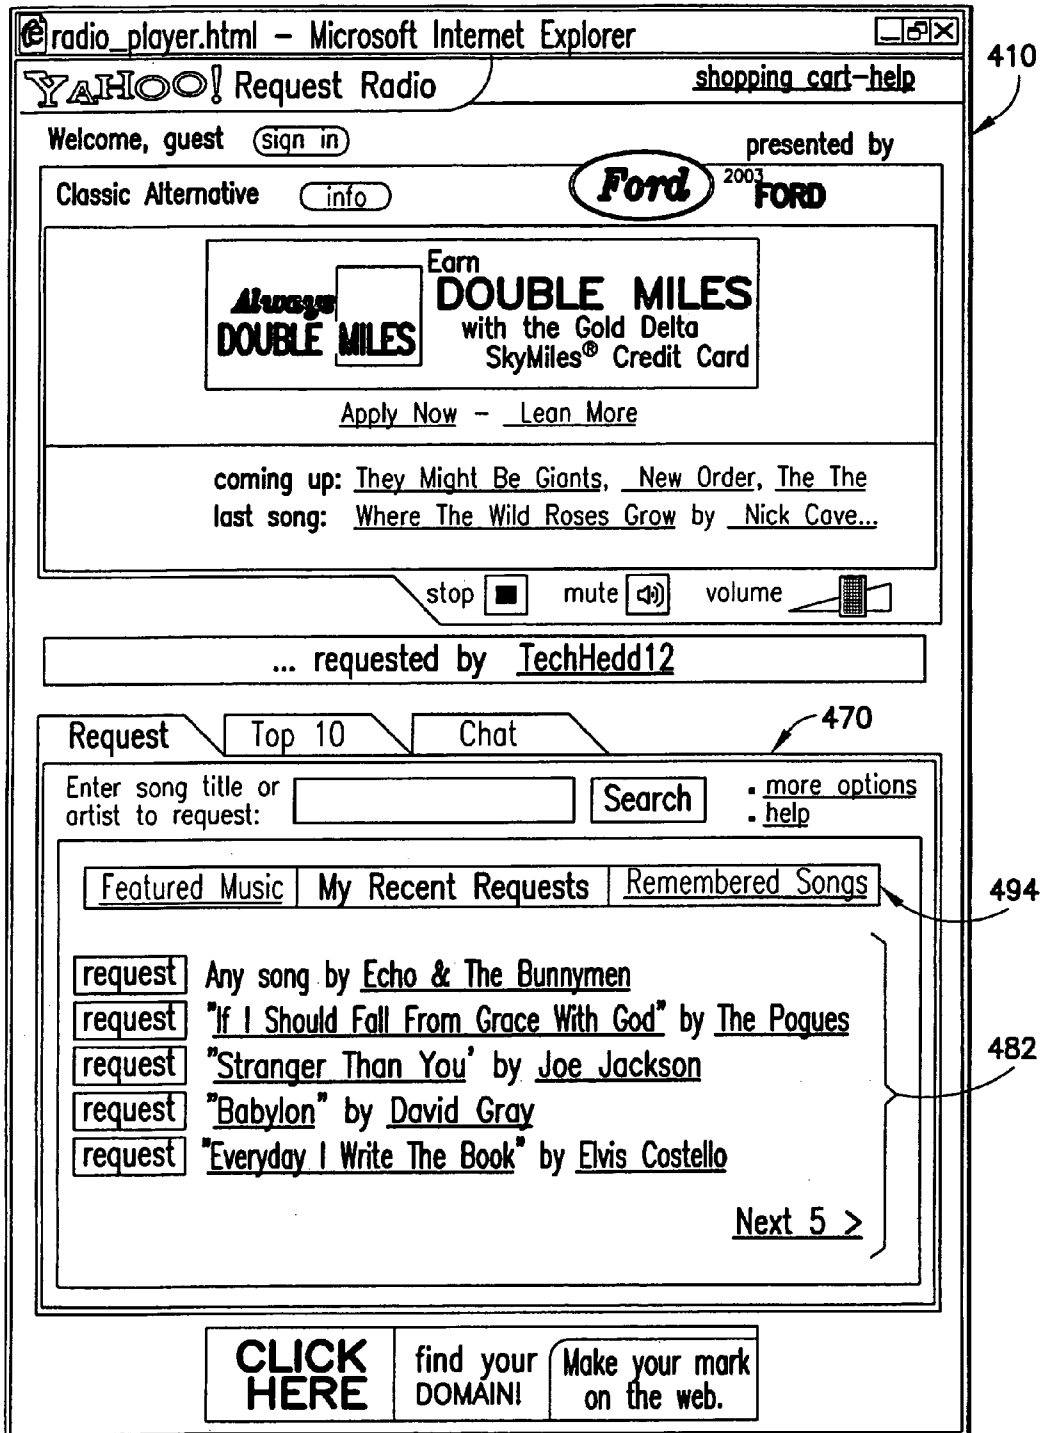 radio_player.html – Microsoft Internet Explorer
410
YAHOO! Request Radio
shopping cart-help
Welcome, guest sign in
presented by
Classic Alternative info
Ford 2003 FORD
Always
DOUBLE MILES
Earn
DOUBLE MILES
with the Gold Delta
SkyMiles® Credit Card
Apply Now – Lean More
coming up: They Might Be Giants, New Order, The The
last song: Where The Wild Roses Grow by Nick Cave...
stop mute volume
... requested by TechHedd12
470
Request Top 10 Chat
Enter song title or
artist to request:
Search
. more options
. help
Featured Music My Recent Requests Remembered Songs
494
request Any song by Echo & The Bunnymen
request "If I Should Fall From Grace With God" by The Pogues
request "Stranger Than You' by Joe Jackson
482
request "Babylon" by David Gray
request "Everyday I Write The Book" by Elvis Costello
Next 5 >
CLICK
HERE
find your
DOMAIN!
Make your mark
on the web.